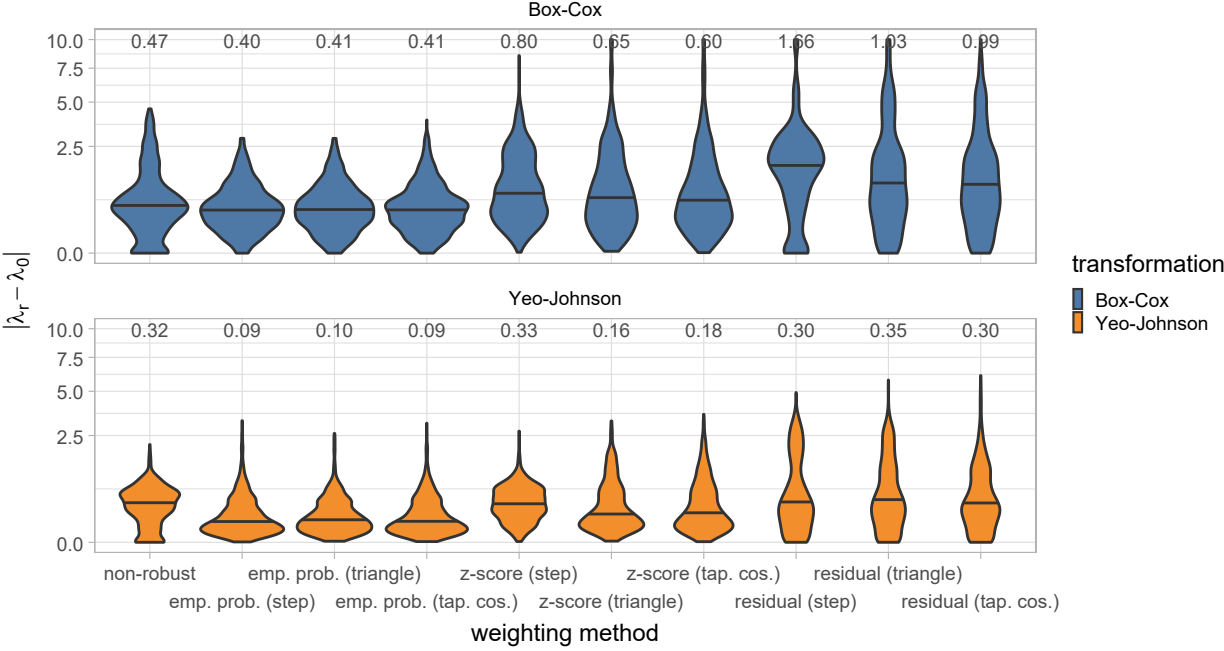 Box-Cox
10.0
7.5
5.0
2.5
0.0
0.47 0.40 0.41 0.41 0.80 0.65 0.60 1.66 1.03 0.99
Yeo-Johnson
10.0
7.5
5.0
2.5
0.0
0.32 0.09 0.10 0.09 0.33 0.16 0.18 0.30 0.35 0.30
|λr − λ0|
non-robust emp. prob. (triangle) z-score (step) z-score (tap. cos.) residual (triangle)
emp. prob. (step) emp. prob. (tap. cos.) z-score (triangle) residual (step) residual (tap. cos.)
weighting method
transformation
Box-Cox
Yeo-Johnson